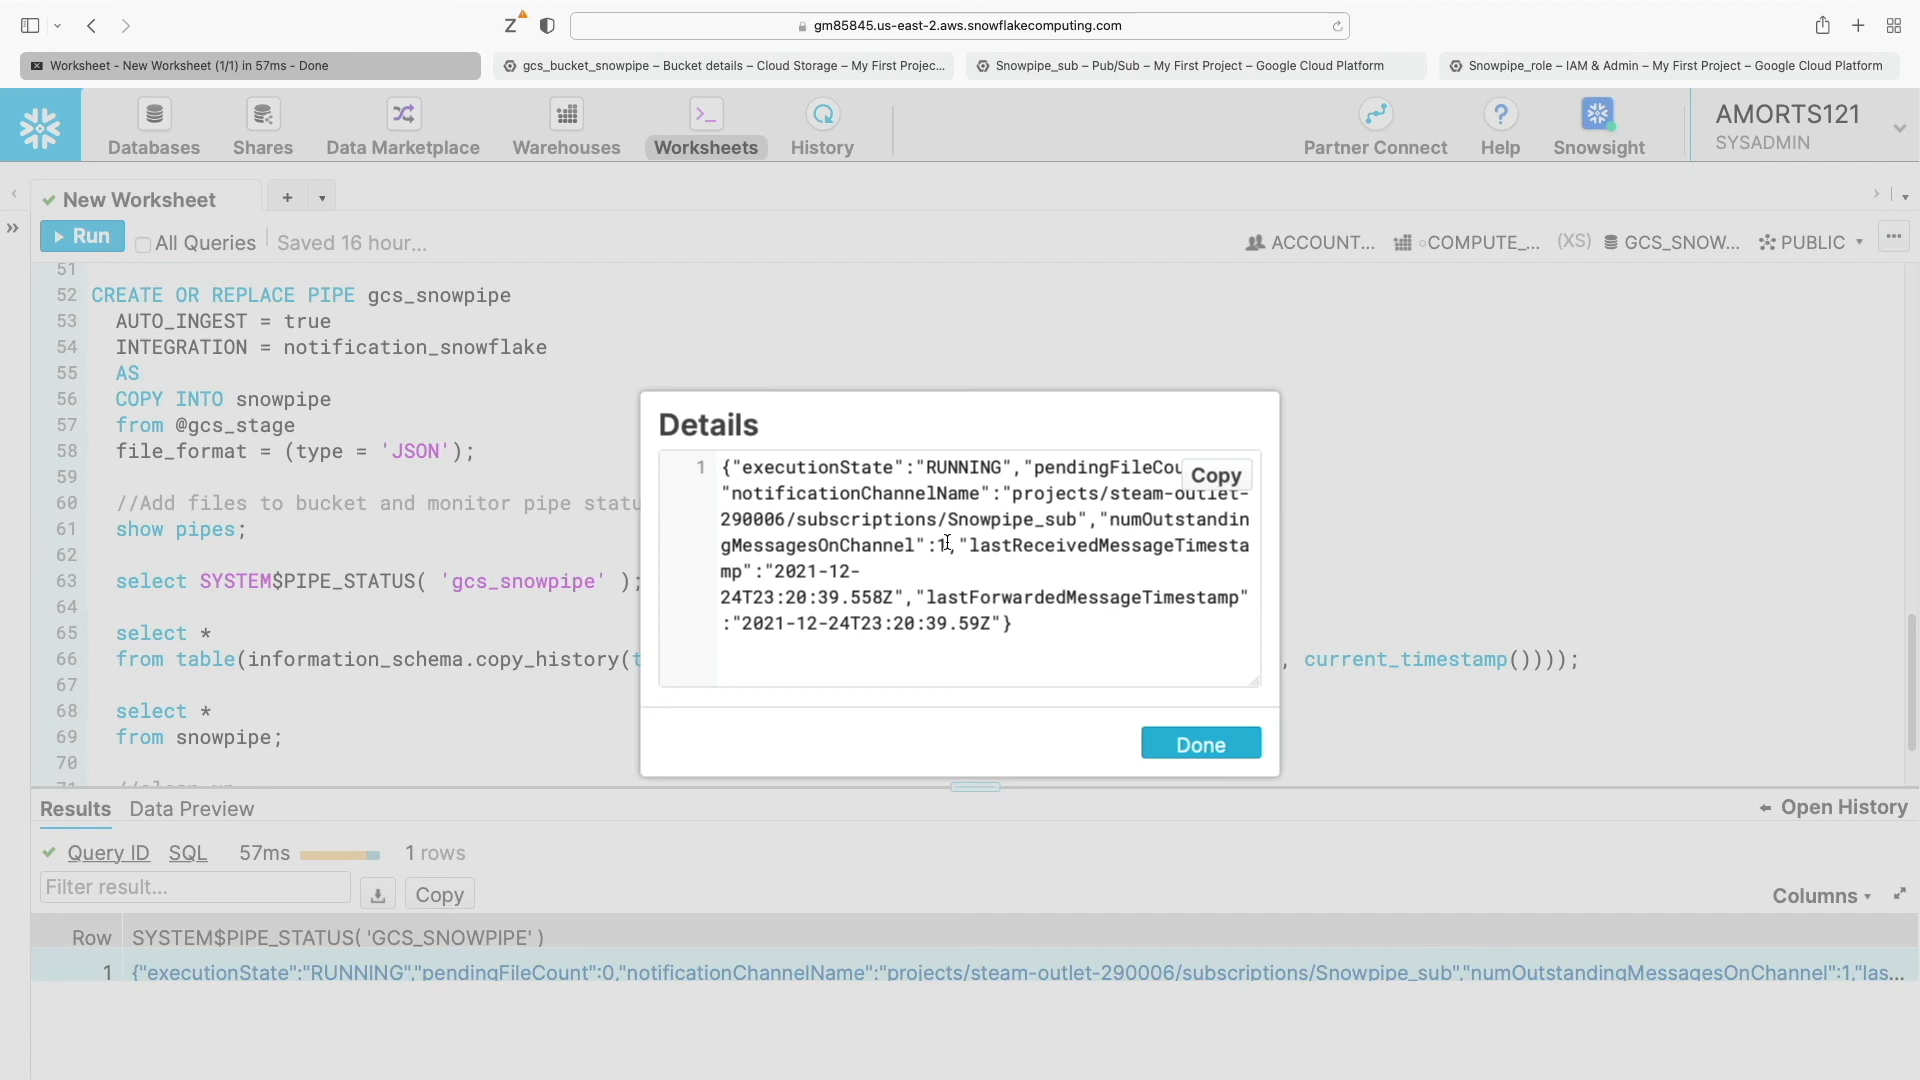 Z
gm85845.us-east-2.aws.snowflakecomputing.com
Worksheet - New Worksheet (1/1) in 57ms - Done
gcs_bucket_snowpipe – Bucket details – Cloud Storage – My First Projec...
Snowpipe_sub – Pub/Sub – My First Project – Google Cloud Platform
Snowpipe_role – IAM & Admin – My First Project – Google Cloud Platform
Databases
Shares
Data Marketplace
Warehouses
Worksheets
History
Partner Connect
Help
Snowsight
AMORTS121
SYSADMIN
New Worksheet
Run
All Queries
Saved 16 hour...
ACCOUNT...
COMPUTE_...
(XS)
GCS_SNOW...
PUBLIC
51
52 CREATE OR REPLACE PIPE gcs_snowpipe
53 AUTO_INGEST = true
54 INTEGRATION = notification_snowflake
55 AS
56 COPY INTO snowpipe
57 from @gcs_stage
58 file_format = (type = 'JSON');
59
60 //Add files to bucket and monitor pipe statu
61 show pipes;
62
63 select SYSTEM$PIPE_STATUS( 'gcs_snowpipe' );
64
65 select *
66 from table(information_schema.copy_history(t , current_timestamp())));
67
68 select *
69 from snowpipe;
70
Details
1 {"executionState":"RUNNING","pendingFileCou
Copy
"notificationChannelName":"projects/steam-outlet-
290006/subscriptions/Snowpipe_sub","numOutstandin
gMessagesOnChannel":1,"lastReceivedMessageTimesta
mp":"2021-12-
24T23:20:39.558Z","lastForwardedMessageTimestamp"
:"2021-12-24T23:20:39.59Z"}
Done
Results
Data Preview
Open History
Query ID
SQL
57ms
1 rows
Filter result...
Copy
Columns
Row SYSTEM$PIPE_STATUS( 'GCS_SNOWPIPE' )
1 {"executionState":"RUNNING","pendingFileCount":0,"notificationChannelName":"projects/steam-outlet-290006/subscriptions/Snowpipe_sub","numOutstandingMessagesOnChannel":1,"las...